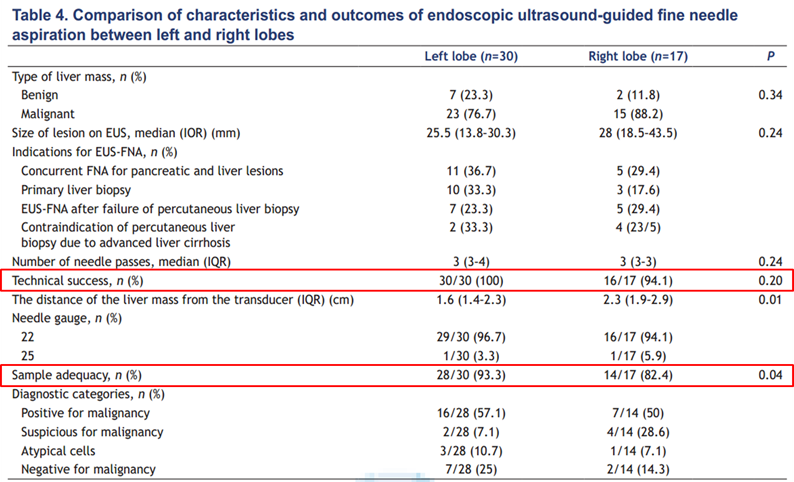 Table 4. Comparison of characteristics and outcomes of endoscopic ultrasound-guided fine needle
aspiration between left and right lobes
Left lobe (n=30) Right lobe (n=17) P
Type of liver mass, n (%)
Benign 7 (23.3) 2 (11.8) 0.34
Malignant 23 (76.7) 15 (88.2)
Size of lesion on EUS, median (IOR) (mm) 25.5 (13.8-30.3) 28 (18.5-43.5) 0.24
Indications for EUS-FNA, n (%)
Concurrent FNA for pancreatic and liver lesions 11 (36.7) 5 (29.4)
Primary liver biopsy 10 (33.3) 3 (17.6)
EUS-FNA after failure of percutaneous liver biopsy 7 (23.3) 5 (29.4)
Contraindication of percutaneous liver 2 (33.3) 4 (23/5)
biopsy due to advanced liver cirrhosis
Number of needle passes, median (IQR) 3 (3-4) 3 (3-3) 0.24
Technical success, n (%) 30/30 (100) 16/17 (94.1) 0.20
The distance of the liver mass from the transducer (IQR) (cm) 1.6 (1.4-2.3) 2.3 (1.9-2.9) 0.01
Needle gauge, n (%)
22 29/30 (96.7) 16/17 (94.1)
25 1/30 (3.3) 1/17 (5.9)
Sample adequacy, n (%) 28/30 (93.3) 14/17 (82.4) 0.04
Diagnostic categories, n (%)
Positive for malignancy 16/28 (57.1) 7/14 (50)
Suspicious for malignancy 2/28 (7.1) 4/14 (28.6)
Atypical cells 3/28 (10.7) 1/14 (7.1)
Negative for malignancy 7/28 (25) 2/14 (14.3)